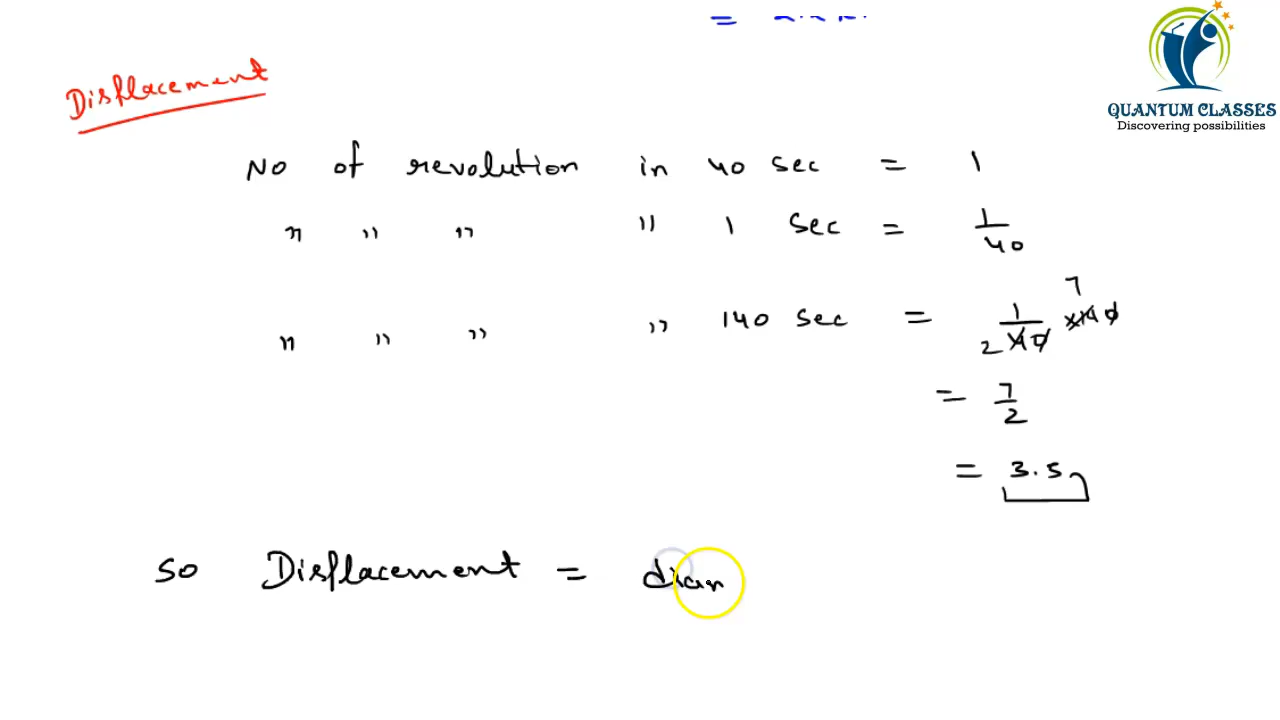 =
QUANTUM CLASSES
Discovering possibilities
Displacement
No of revolution in 40 sec = 1
" " " " 1 sec = 1/40
" " " " 140 sec = 1/40 × 140 2 7
= 7/2
= 3.5
So Displacement = diam